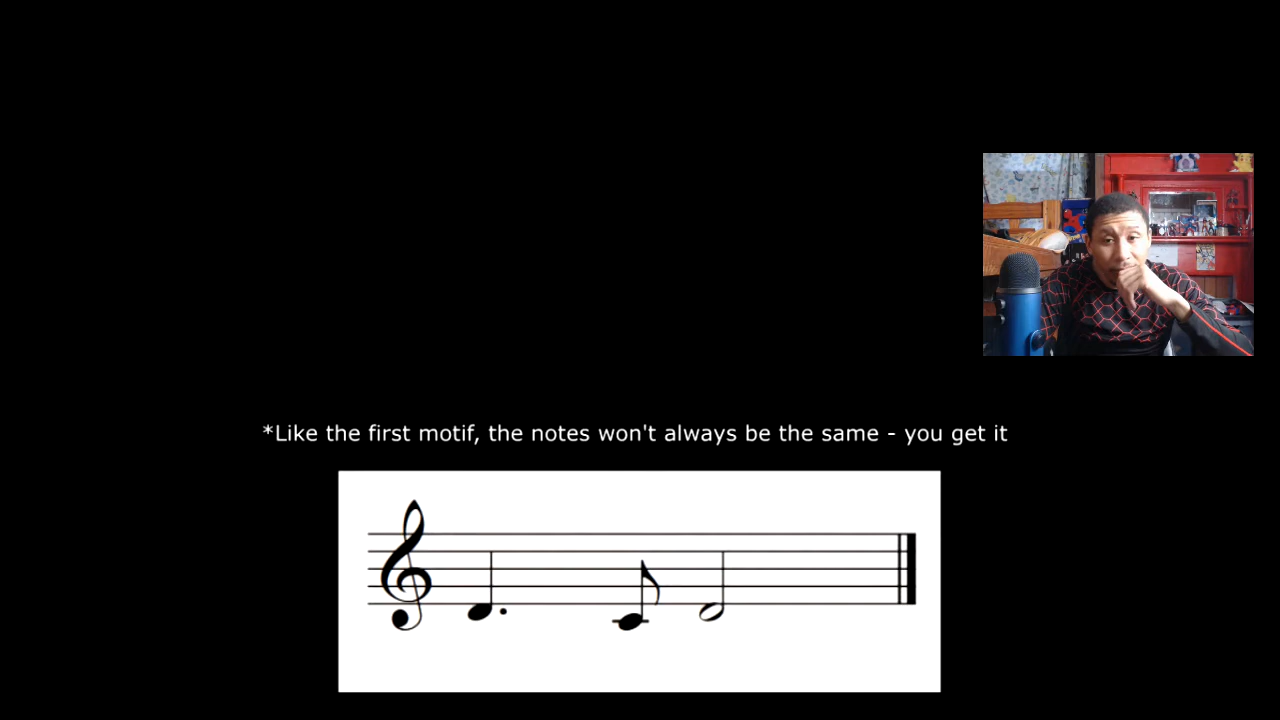 *Like the first motif, the notes won't always be the same - you get it